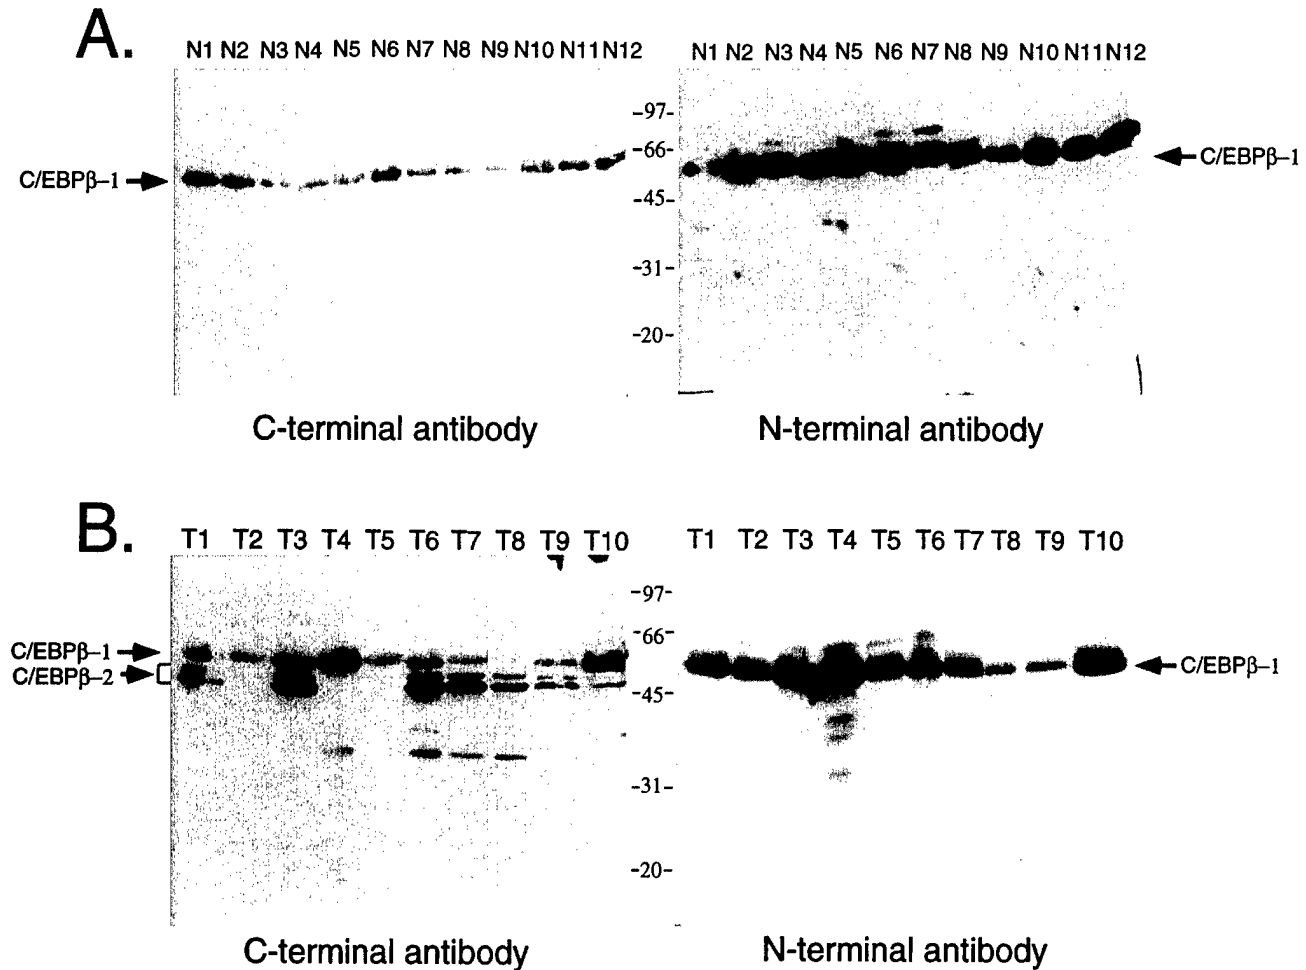 A.
N1 N2 N3 N4 N5 N6 N7 N8 N9 N10 N11 N12
N1 N2 N3 N4 N5 N6 N7 N8 N9 N10 N11 N12
C/EBPβ–1
-97-
-66-
-45-
-31-
-20-
C/EBPβ–1
C-terminal antibody
N-terminal antibody
B.
T1 T2 T3 T4 T5 T6 T7 T8 T9 T10
T1 T2 T3 T4 T5 T6 T7 T8 T9 T10
C/EBPβ–1
C/EBPβ–2
-97-
-66-
-45-
-31-
-20-
C/EBPβ–1
C-terminal antibody
N-terminal antibody